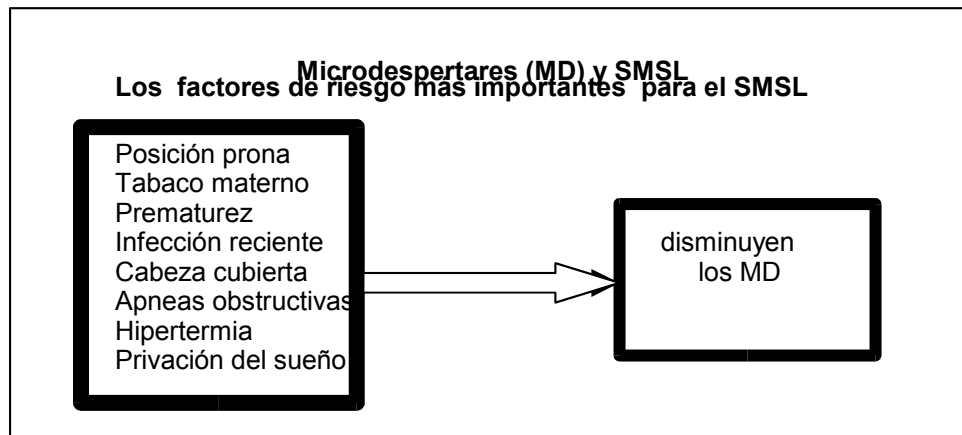 Microdespertares (MD) y SMSL
Los factores de riesgo más importantes para el SMSL
Posición prona
Tabaco materno
Prematurez
Infección reciente
Cabeza cubierta
Apneas obstructivas
Hipertermia
Privación del sueño
disminuyen
los MD